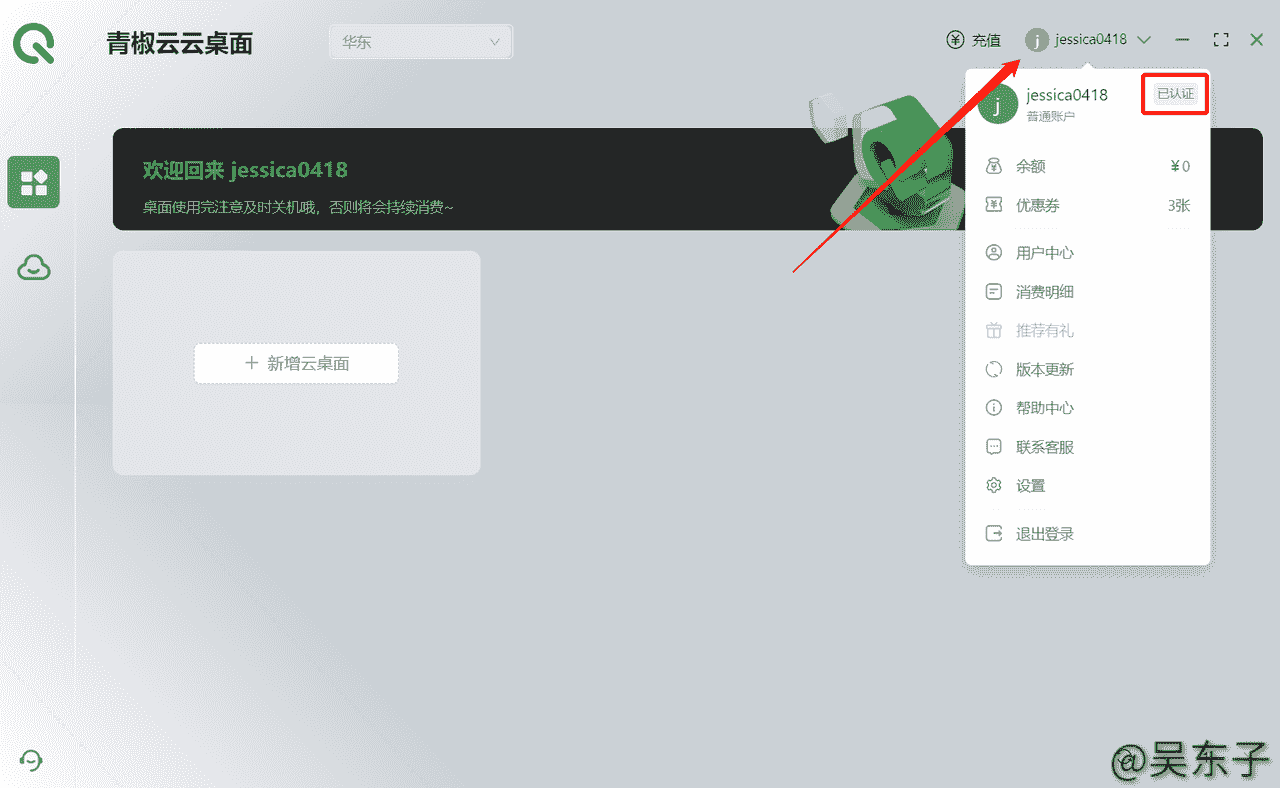 青椒云云桌面
华东
充值
j
jessica0418
j
jessica0418
普通账户
已认证
欢迎回来 jessica0418
桌面使用完注意及时关机哦，否则将会持续消费~
余额
¥0
优惠券
3张
用户中心
消费明细
推荐有礼
版本更新
帮助中心
联系客服
设置
退出登录
+ 新增云桌面
@吴东子